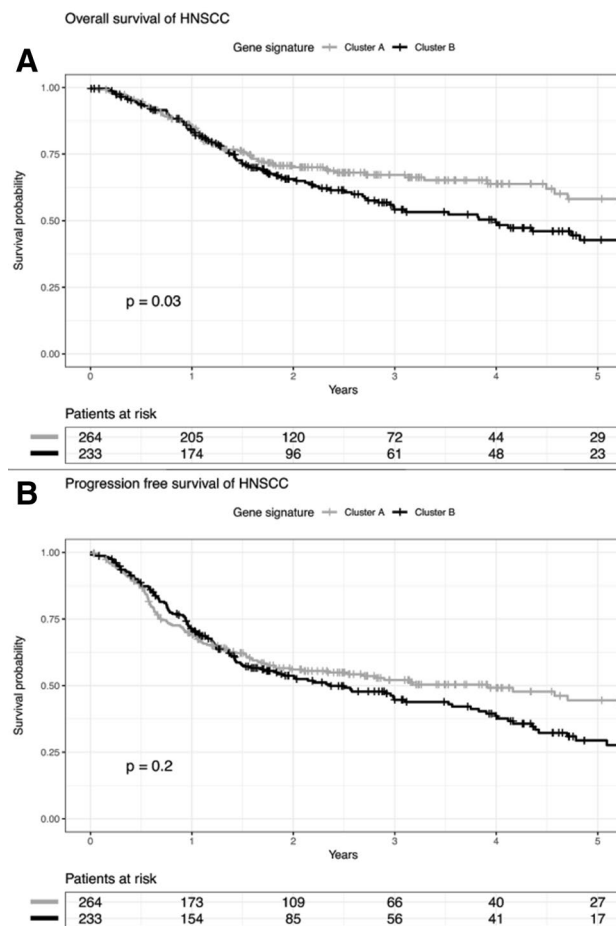 Overall survival of HNSCC
A
Gene signature Cluster A Cluster B
1.00
0.75
0.50
0.25
0.00
Survival probability
p = 0.03
0 1 2 3 4 5
Years
Patients at risk
264 205 120 72 44 29
233 174 96 61 48 23
B
Progression free survival of HNSCC
Gene signature Cluster A Cluster B
1.00
0.75
0.50
0.25
0.00
Survival probability
p = 0.2
0 1 2 3 4 5
Years
Patients at risk
264 173 109 66 40 27
233 154 85 56 41 17